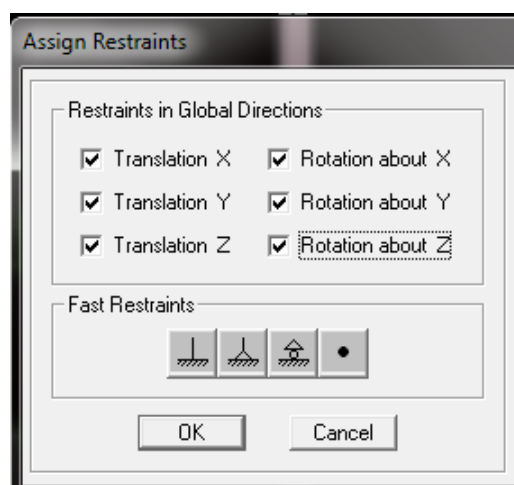 Assign Restraints
Restraints in Global Directions
Translation X Rotation about X
Translation Y Rotation about Y
Translation Z Rotation about Z
Fast Restraints
OK Cancel